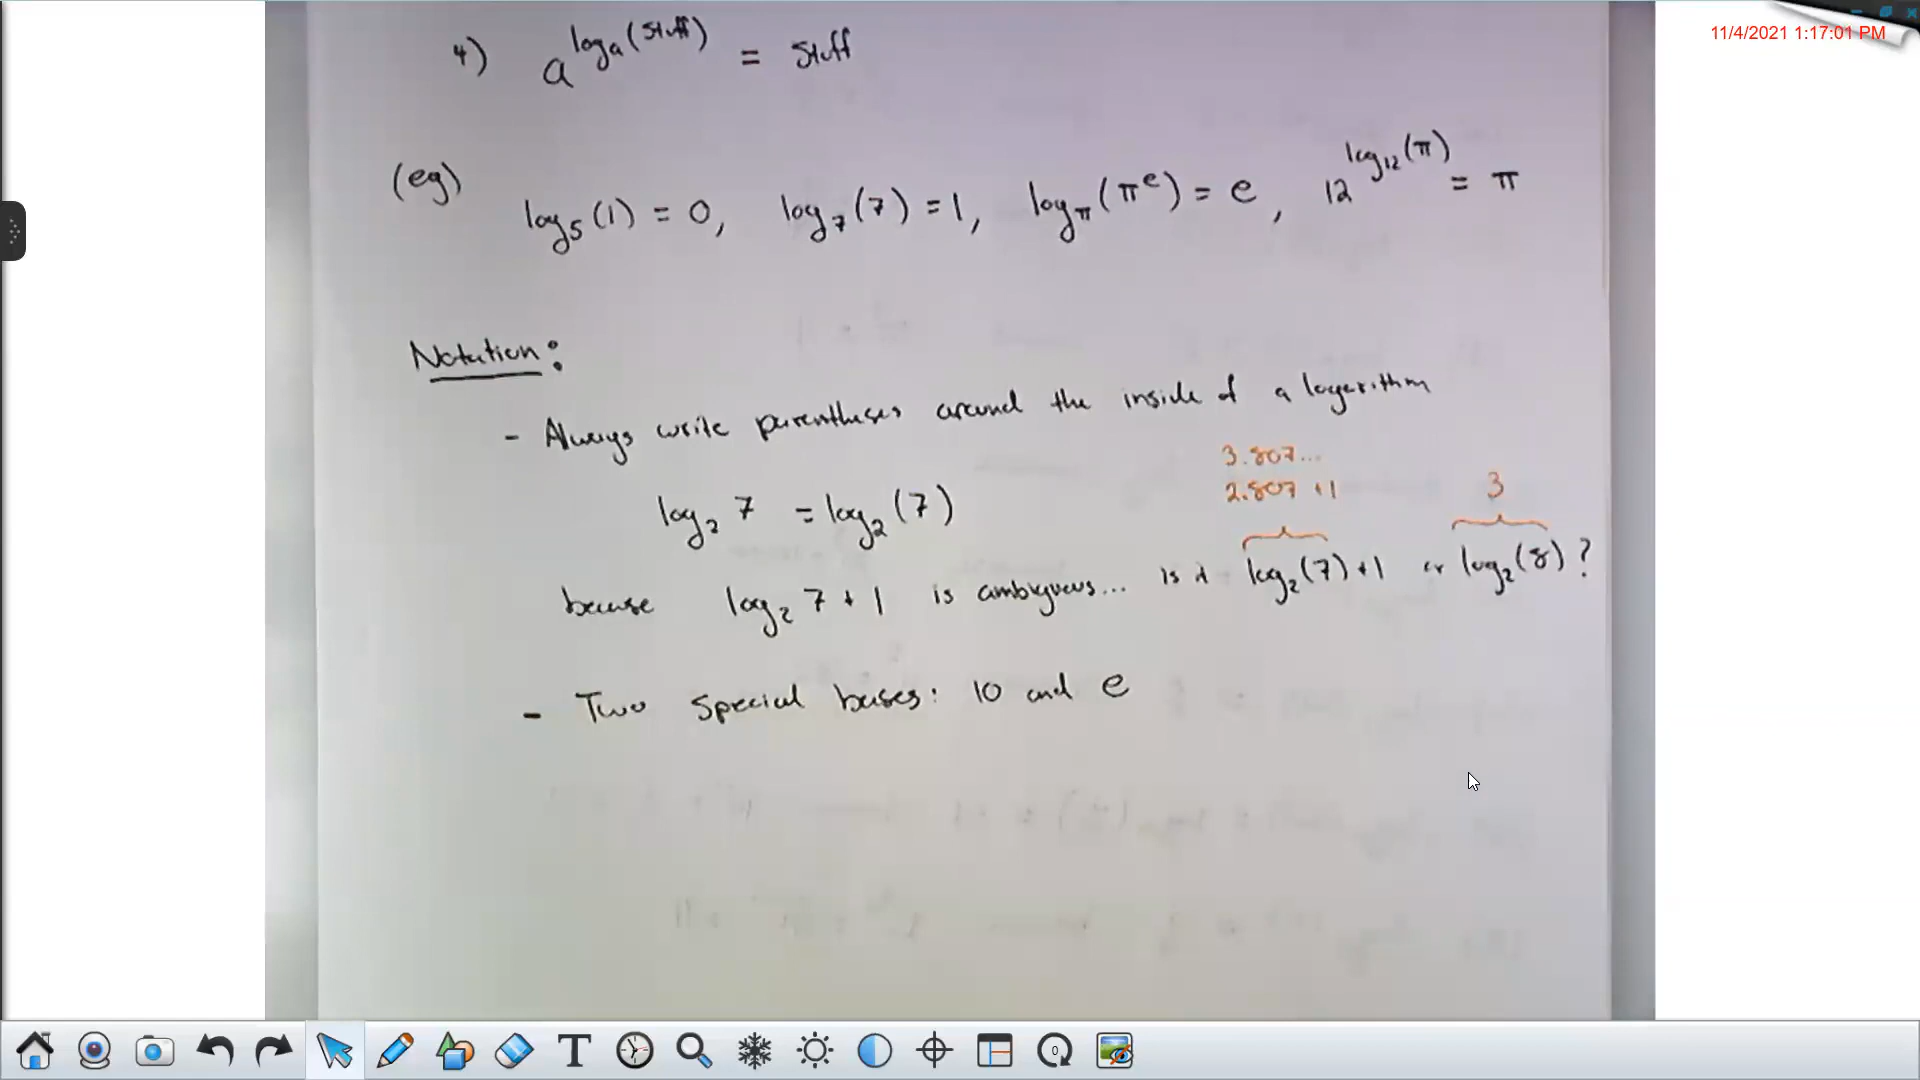 11/4/2021 1:17:01 PM
4) a^{log_a(stuff)} = stuff
(eg) log_5(1) = 0, log_7(7) = 1, log_π(π^e) = e, 12^{log_12(π)} = π
Notation:
- Always write parentheses around the inside of a logarithm
3.807...
2.807 +1
3
log_2 7 = log_2(7)
because log_2 7 + 1 is ambiguous... is it log_2(7)+1 or log_2(8)?
- Two special bases: 10 and e
T
0